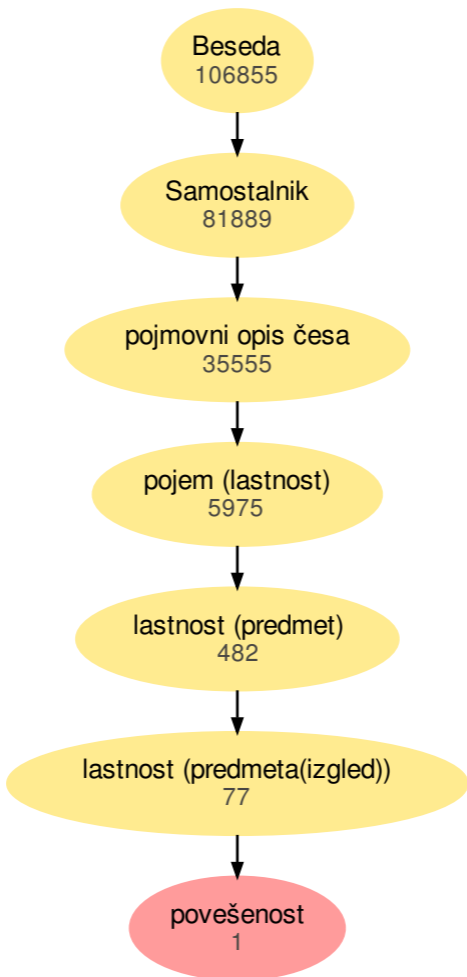 Beseda
106855
Samostalnik
81889
pojmovni opis česa
35555
pojem (lastnost)
5975
lastnost (predmet)
482
lastnost (predmeta(izgled))
77
povešenost
1